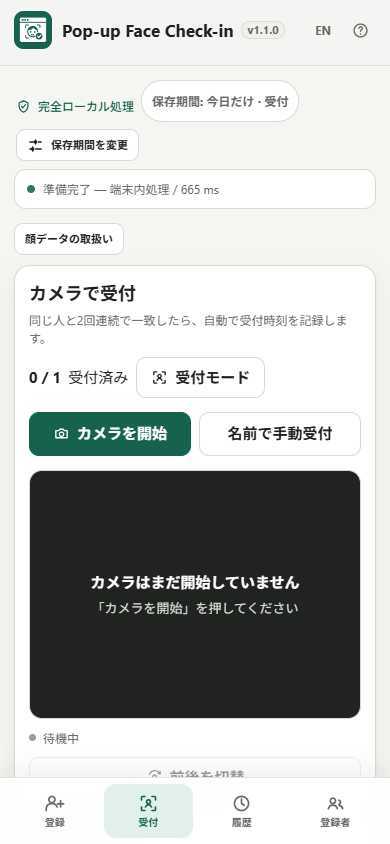 Pop-up Face Check-in v1.1.0 EN
完全ローカル処理 保存期間: 今日だけ · 受付
保存期間を変更
準備完了 — 端末内処理 / 665 ms
顔データの取扱い
カメラで受付
同じ人と2回連続で一致したら、自動で受付時刻を記録しま
す。
0 / 1 受付済み 受付モード
カメラを開始 名前で手動受付
カメラはまだ開始していません
「カメラを開始」を押してください
待機中
前後を切替
登録 受付 履歴 登録者